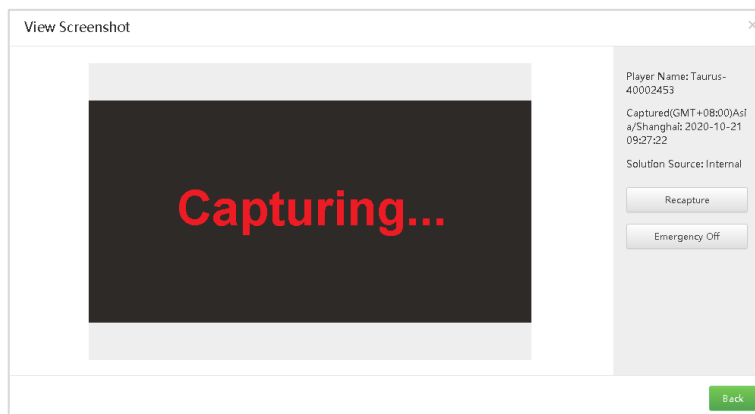 View Screenshot
Capturing...
Player Name: Taurus-
40002453
Captured(GMT+08:00)Asi
a/Shanghai: 2020-10-21
09:27:22
Solution Source: Internal
Recapture
Emergency Off
Back